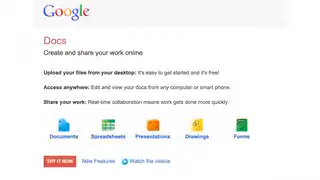 Google
Docs
Create and share your work online
Upload your files from your desktop: It's easy to get started and it's free!
Access anywhere: Edit and view your docs from any computer or smart phone.
Share your work: Real-time collaboration means work gets done more quickly.
Documents Spreadsheets Presentations Drawings Forms
TRY IT NOW New Features Watch the videos